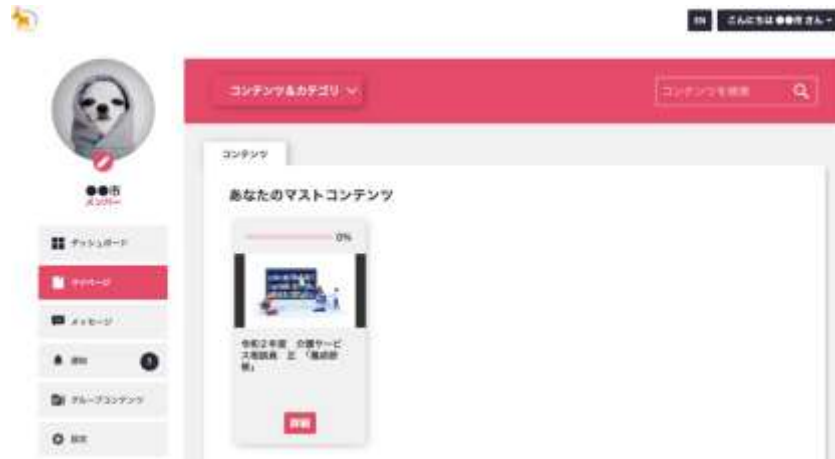 EN
こんにちは ●●市 さん
コンテンツ&カテゴリ
コンテンツを検索
●●市
メンバー
コンテンツ
あなたのマストコンテンツ
0%
ダッシュボード
マイページ
メッセージ
通知
グループコンテンツ
設定
令和2年度 介護サービ
ス相談員 Ⅱ 「養成研
修」
詳細